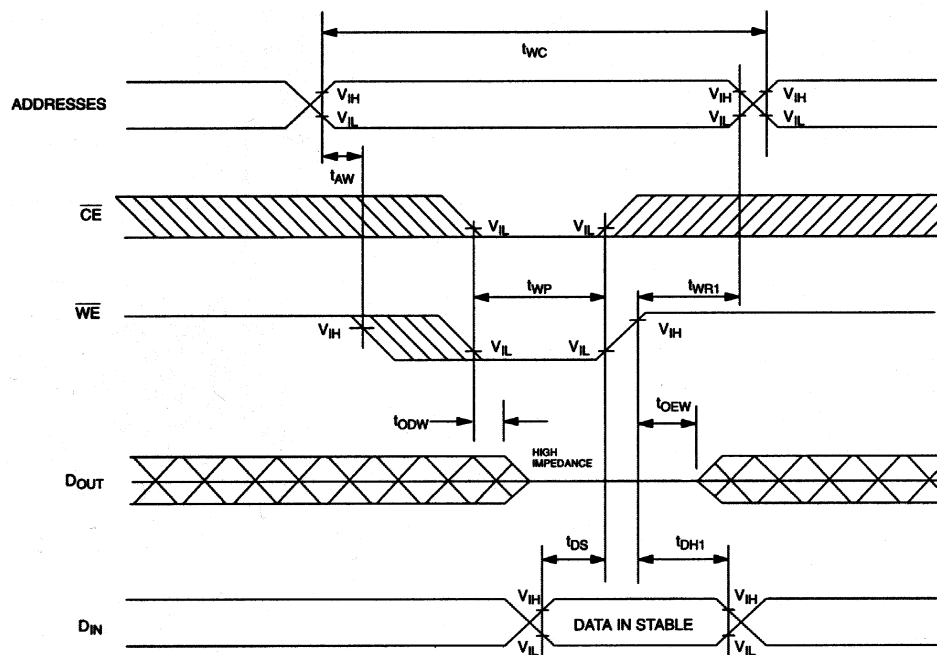 tWC
ADDRESSES
VIH VIH VIH
VIL VIL VIL
tAW
CE
VIL VIL
tWP tWR1
WE
VIH VIL VIL VIH
tODW tOEW
HIGH
IMPEDANCE
DOUT
tDS tDH1
VIH VIH
DIN DATA IN STABLE
VIL VIL